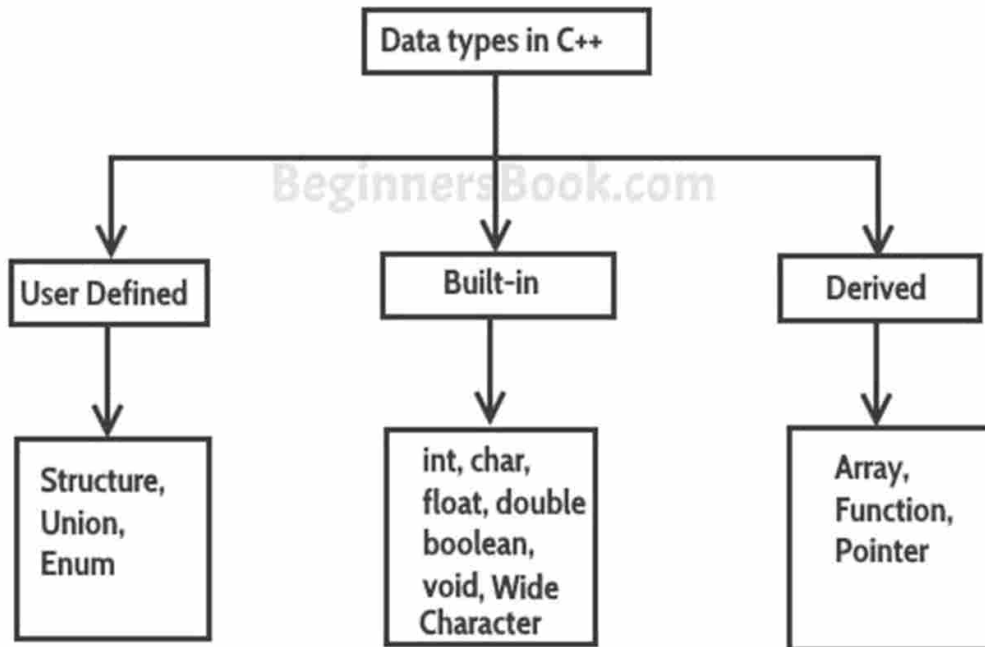 Data types in C++
BeginnersBook.com
User Defined
Built-in
Derived
Structure,
Union,
Enum
int, char,
float, double
boolean,
void, Wide
Character
Array,
Function,
Pointer